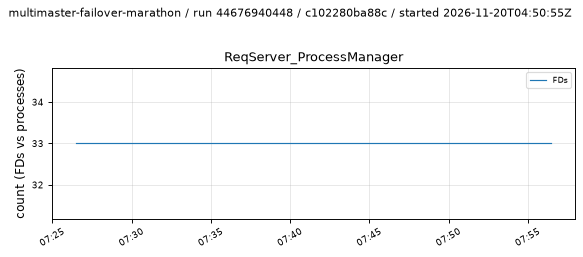 multimaster-failover-marathon / run 44676940448 / c102280ba88c / started 2026-11-20T04:50:55Z
ReqServer_ProcessManager
count (FDs vs processes)
FDs
34
33
32
07:25
07:30
07:35
07:40
07:45
07:50
07:55